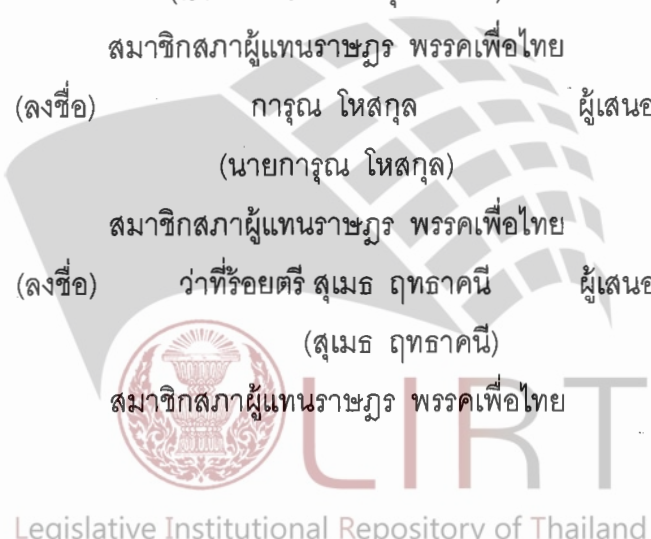 สมาชิกสภาผู้แทนราษฎร พรรคเพื่อไทย
(ลงชื่อ) การุณ โหสกุล ผู้เสนอ
(นายการุณ โหสกุล)
สมาชิกสภาผู้แทนราษฎร พรรคเพื่อไทย
(ลงชื่อ) ว่าที่ร้อยตรี สุเมธ ฤทธาคนี ผู้เสนอ
(สุเมธ ฤทธาคนี)
สมาชิกสภาผู้แทนราษฎร พรรคเพื่อไทย
LIRT
Legislative Institutional Repository of Thailand